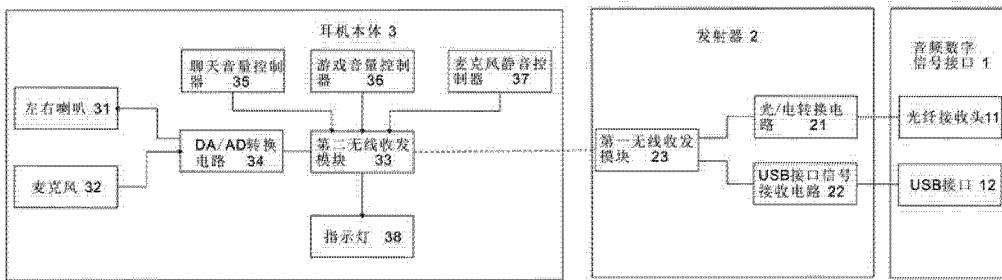 耳机本体 3
聊天音量控制
器 35
游戏音量控制
器 36
麦克风静音控
制器 37
左右喇叭 31
DA/AD转换
电路 34
第二无线收发
模块 33
麦克风 32
指示灯 38
发射器 2
第一无线收发
模块 23
光/电转换电
路 21
USB接口信号
接收电路 22
音频数字
信号接口 1
光纤接收头11
USB接口 12